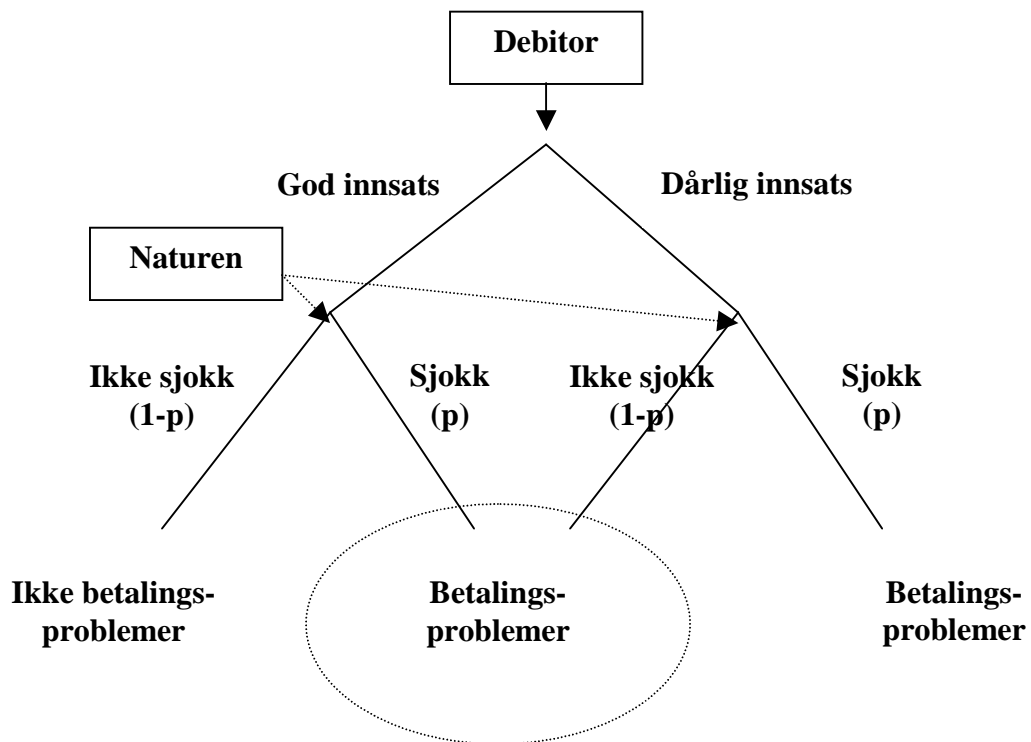 Debitor
God innsats
Dårlig innsats
Naturen
Ikke sjokk
(1-p)
Sjokk
(p)
Ikke sjokk
(1-p)
Sjokk
(p)
Ikke betalings-
problemer
Betalings-
problemer
Betalings-
problemer